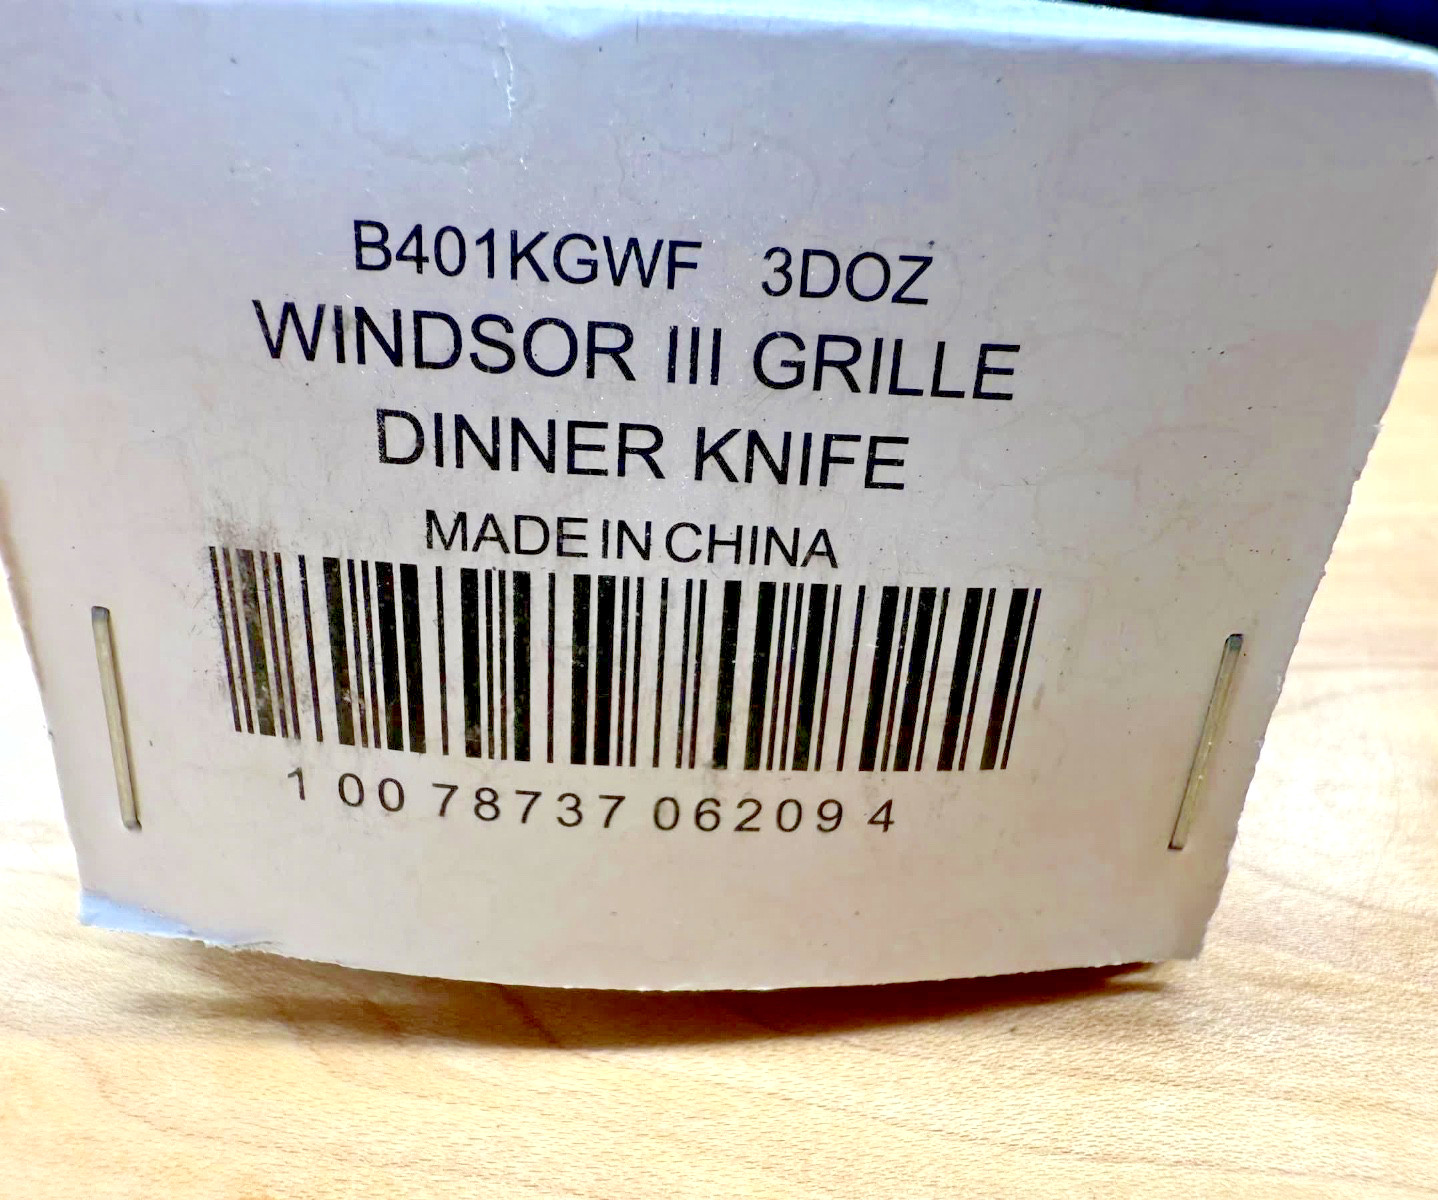 B401KGWF 3DOZ
WINDSOR III GRILLE
DINNER KNIFE
MADE IN CHINA
1 00 78737 06209 4